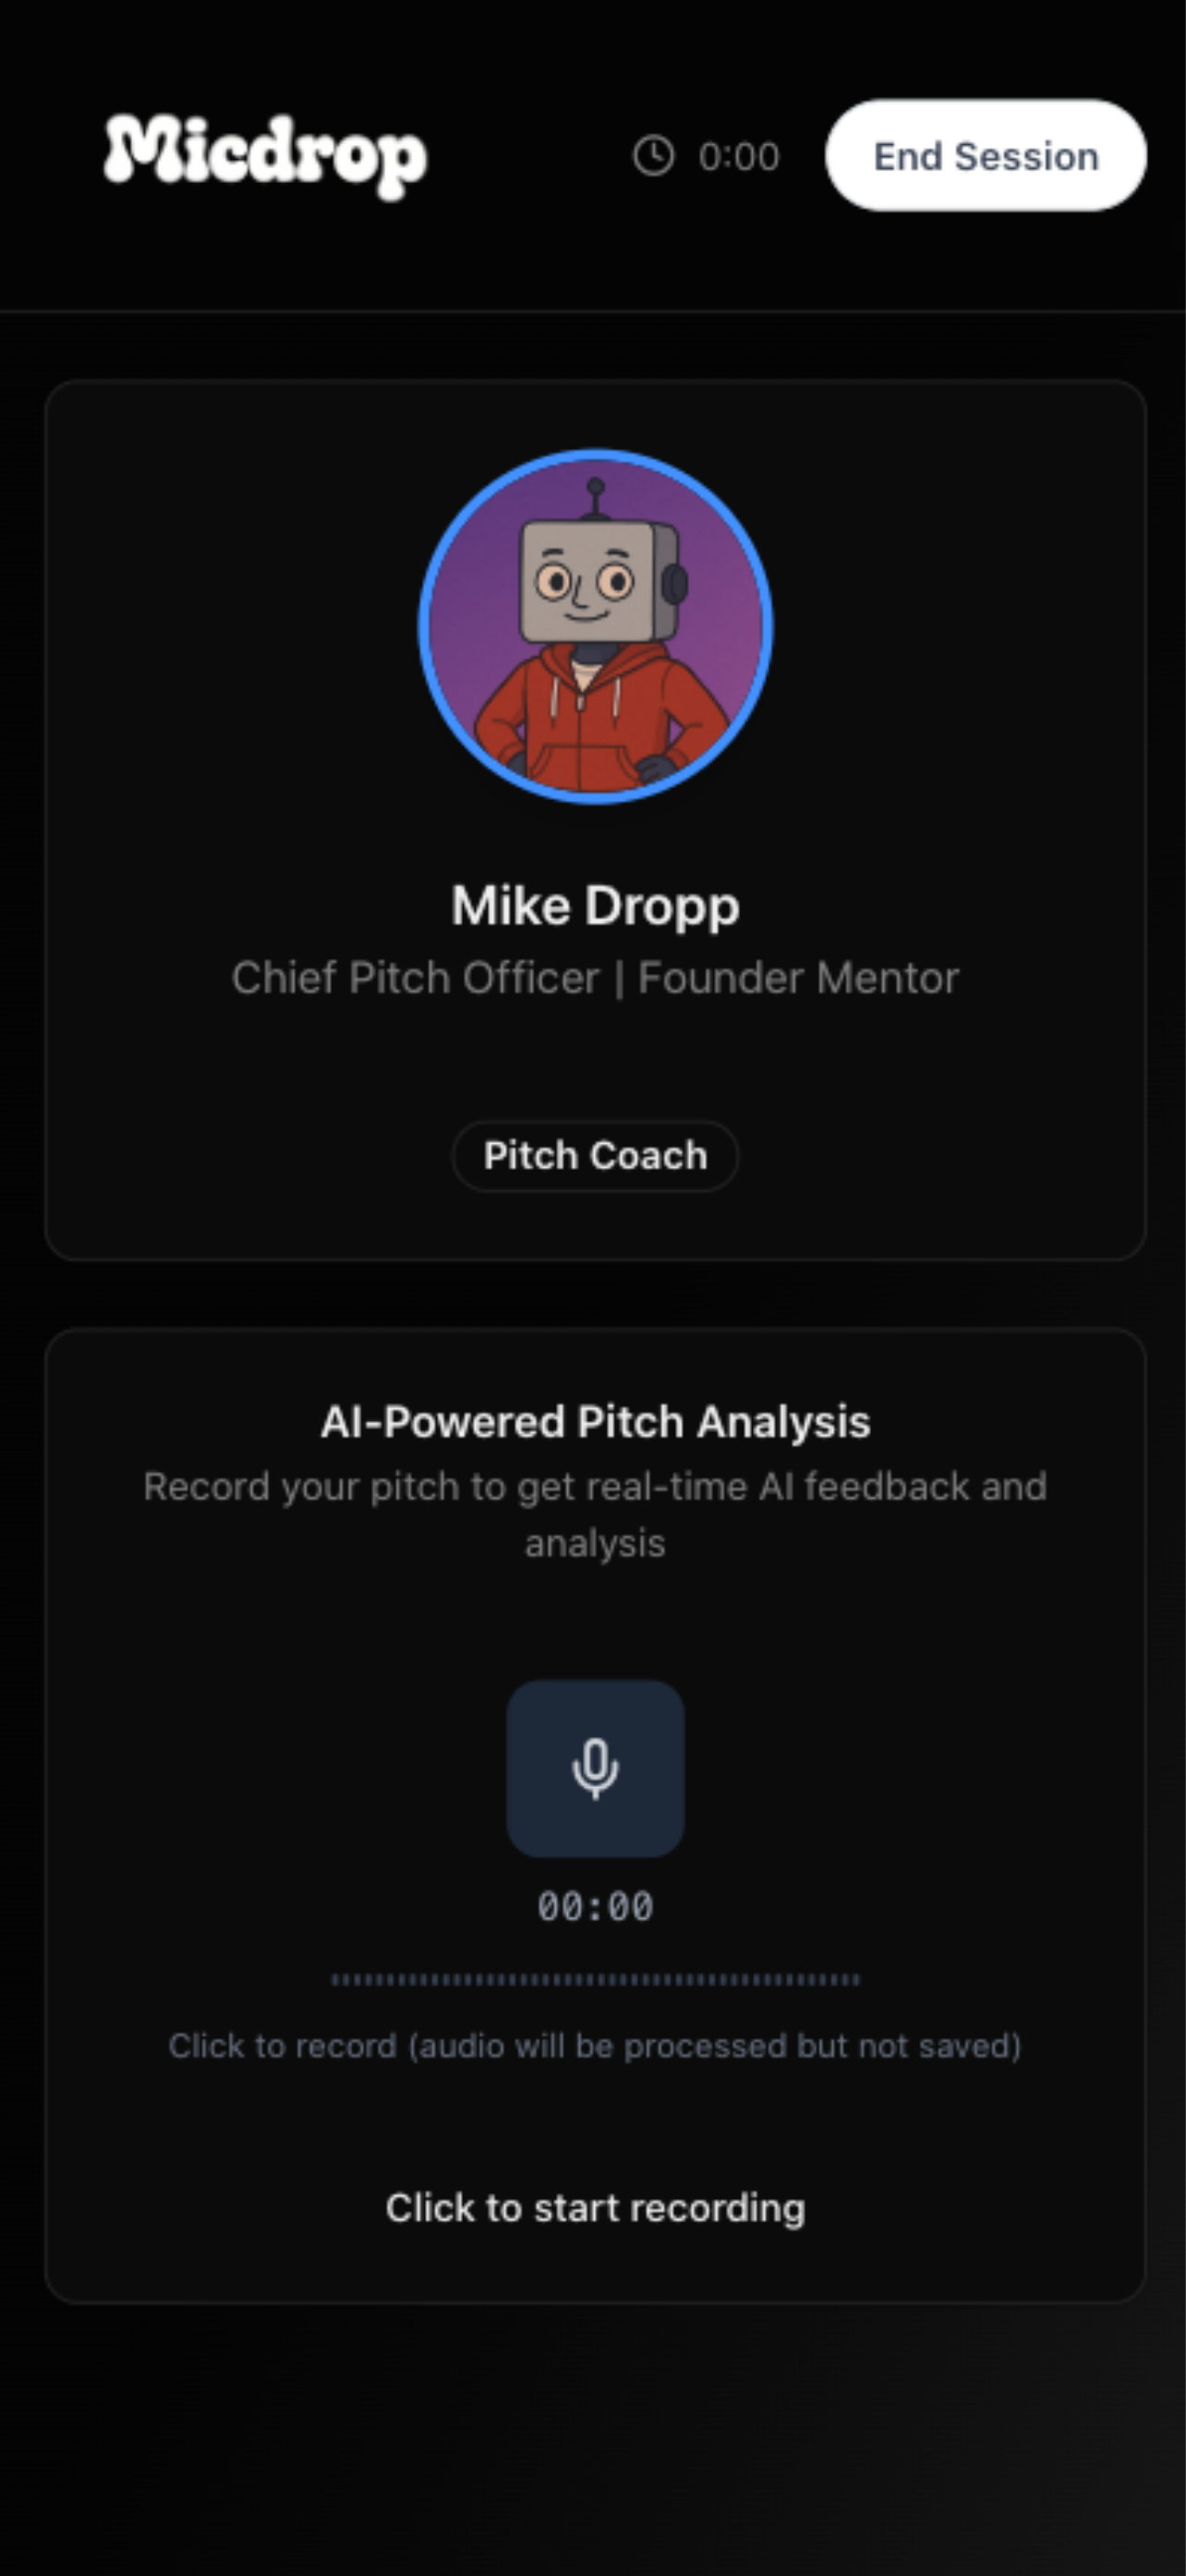 Micdrop
0:00
End Session
Mike Dropp
Chief Pitch Officer | Founder Mentor
Pitch Coach
AI-Powered Pitch Analysis
Record your pitch to get real-time AI feedback and
analysis
00:00
Click to record (audio will be processed but not saved)
Click to start recording